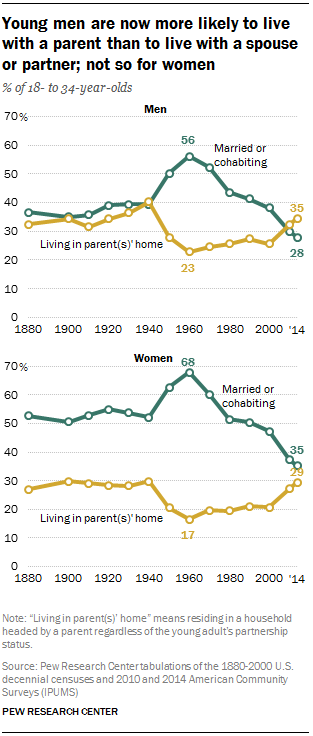 Young men are now more likely to live
with a parent than to live with a spouse
or partner; not so for women
% of 18- to 34-year-olds
Men
70%
60
50
40
30
20
10
0
56
Married or
cohabiting
35
Living in parent(s)' home
23
28
1880 1900 1920 1940 1960 1980 2000 '14
Women
70%
60
50
40
30
20
10
0
68
Married or
cohabiting
35
29
Living in parent(s)' home
17
1880 1900 1920 1940 1960 1980 2000 '14
Note: “Living in parent(s)’ home” means residing in a household
headed by a parent regardless of the young adult’s partnership
status.
Source: Pew Research Center tabulations of the 1880-2000 U.S.
decennial censuses and 2010 and 2014 American Community
Surveys (IPUMS)
PEW RESEARCH CENTER